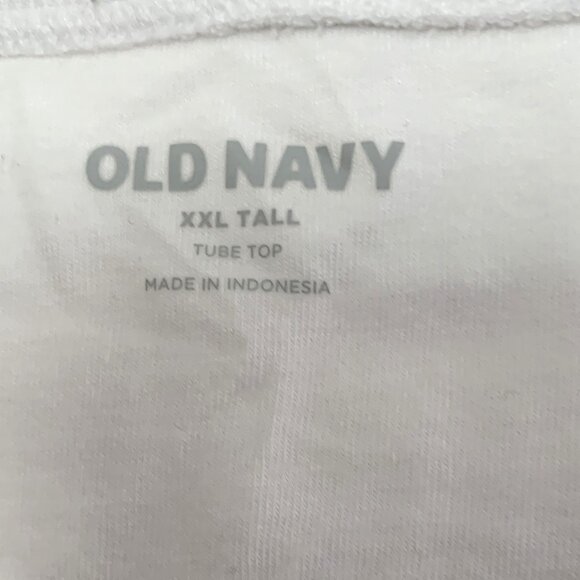 OLD NAVY
XXL TALL
TUBE TOP
MADE IN INDONESIA